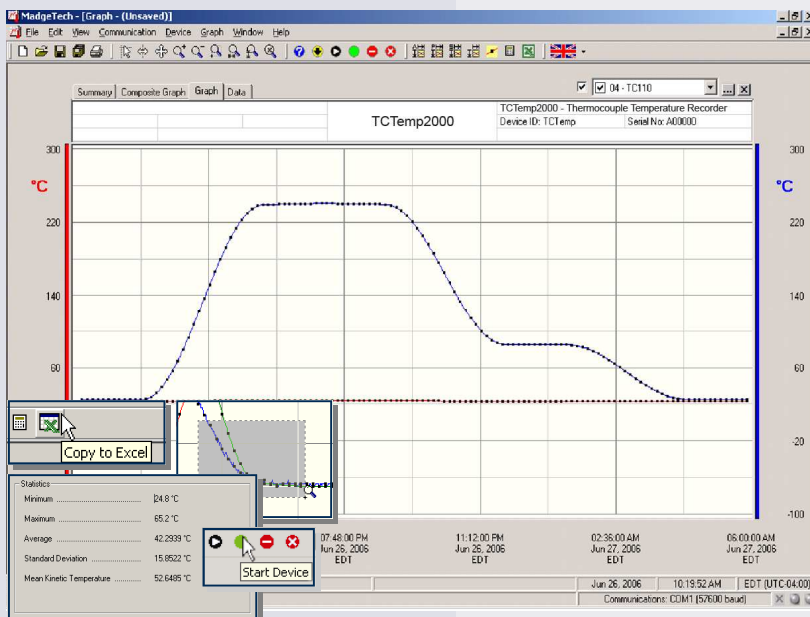 MadgeTech - [Graph - (Unsaved)]
File Edit View Communication Device Graph Window Help
Summary Composite Graph Graph Data
04 - TC110
TCTemp2000
TCTemp2000 - Thermocouple Temperature Recorder
Device ID: TCTemp Serial No: A00000
300 300
°C °C
220 220
140 140
60 60
-20
-100
Copy to Excel
Statistics
Minimum 24.8 °C
Maximum 65.2 °C
Average 42.2939 °C
Standard Deviation 15.8522 °C
Mean Kinetic Temperature 52.6485 °C
Start Device
07:48:00 PM 11:12:00 PM 02:36:00 AM 06:00:00 AM
Jun 26, 2006 Jun 26, 2006 Jun 27, 2006 Jun 27, 2006
EDT EDT EDT EDT
Jun 26, 2006 10:19:52 AM EDT (UTC-04:00)
Communications: COM1 (57600 baud)